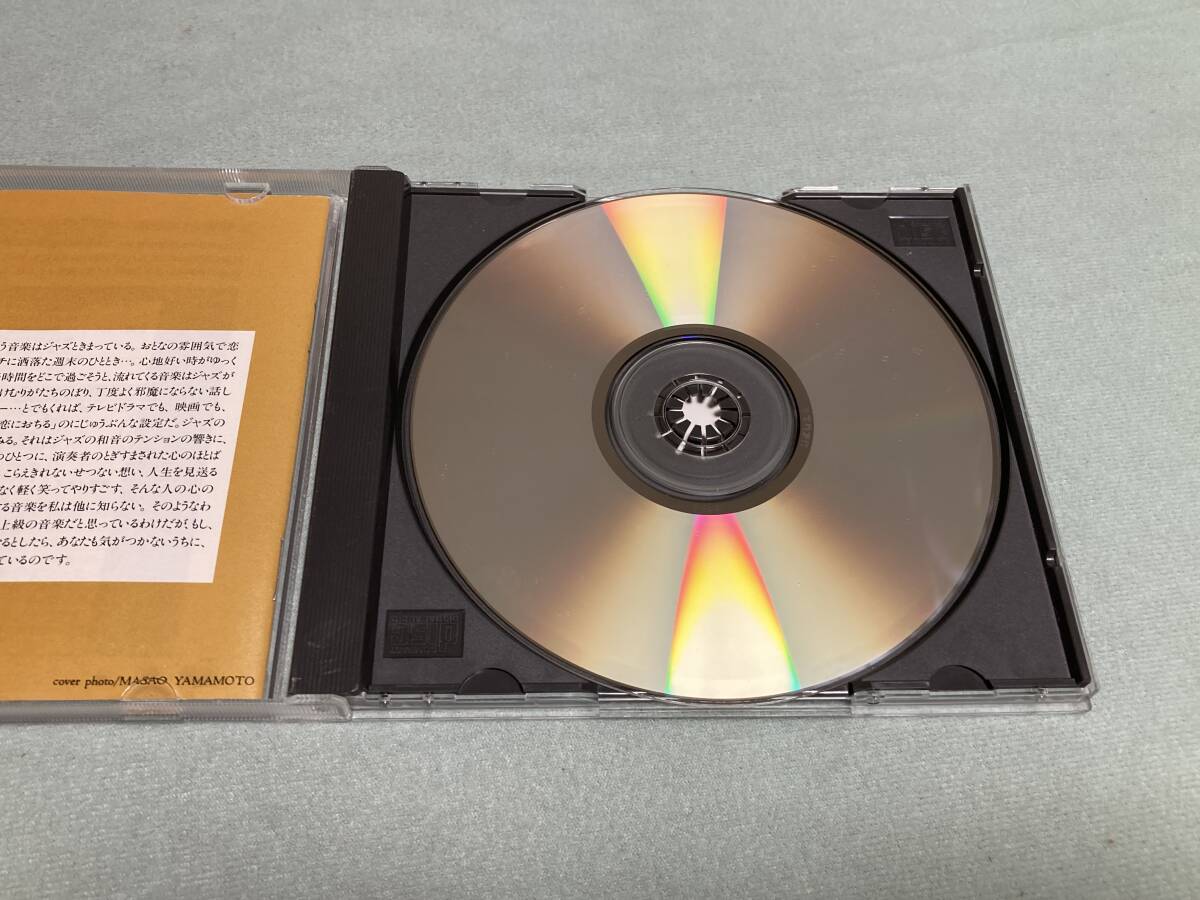 う音楽はジャズときまっている。おとなの雰囲気で恋
チに洒落た週末のひととき…。心地好い時がゆっく
時間をどこで過ごそうと、流れてくる音楽はジャズが
けむりがたちのぼり、丁度よく邪魔にならない話し
ー…とでもくれば、テレビドラマでも、映画でも、
恋におちる」のにじゅうぶんな設定だ。ジャズの
みる。それはジャズの和音のテンションの響きに、
つひとつに、演奏者のとぎすまされた心のほとば
こらえきれないせつない想い、人生を見送る
なく軽く笑ってやりすごす、そんな人の心の
する音楽を私は他に知らない。そのようなわ
上級の音楽だと思っているわけだが、もし、
るとしたら、あなたも気がつかないうちに、
ているのです。
cover photo/MASAO YAMAMOTO